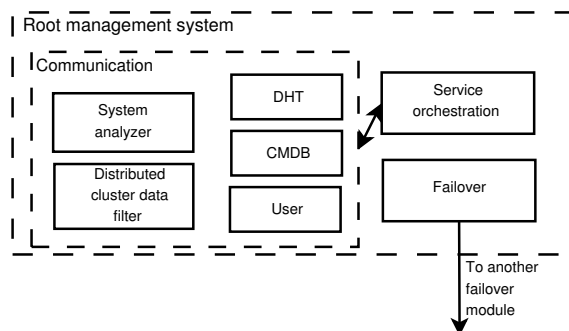 Root management system
Communication
System
analyzer
Distributed
cluster data
filter
DHT
CMDB
User
Service
orchestration
Failover
To another
failover
module